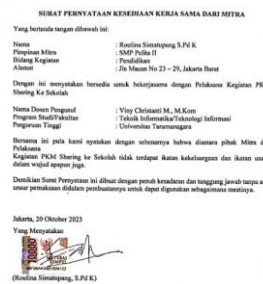 SURAT PERNYATAAN KESEDIAAN KERJA SAMA DARI MITRA
Yang bertanda tangan dibawah ini:
Nama : Roulina Simatupang S.Pd K
Pimpinan Mitra : SMP Pelita II
Bidang Kegiatan : Pendidikan
Alamat : Jln Mauan No 23 – 29, Jakarta Barat
Dengan ini menyatakan bersedia untuk bekerjasama dengan Pelaksana Kegiatan PKM
Sharing Ke Sekolah
Nama Dosen Pengusul : Viny Christanti M., M.Kom
Program Studi/Fakultas : Teknik Informatika/Teknologi Informasi
Perguruan Tinggi : Universitas Tarumanagara
Bersama ini pula kami nyatakan dengan sebenarnya bahwa diantara pihak Mitra d
Pelaksana
Kegiatan PKM Sharing ke Sekolah tidak terdapat ikatan kekeluargaan dan ikatan usa
dalam wujud apapun juga.
Demikian Surat Pernyataan ini dibuat dengan penuh kesadaran dan tanggung jawab tanpa a
unsur pemaksaan didalam pembuatannya untuk dapat digunakan sebagaimana mestinya.
Jakarta, 20 Oktober 2023
Yang Menyatakan
(Roulina Simatupang, S.Pd K)